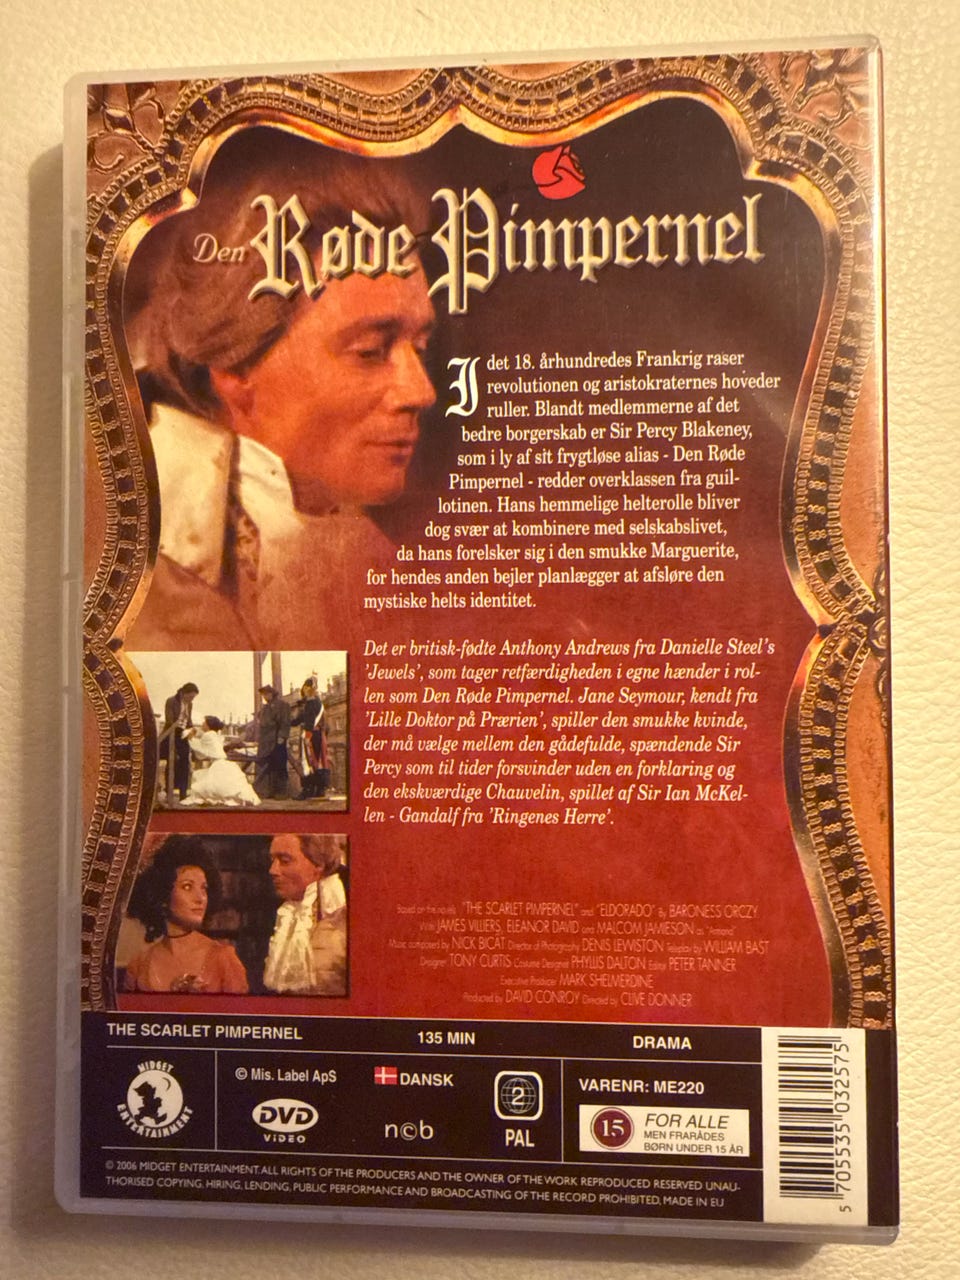 Den Røde Pimpernel
I det 18. århundredes Frankrig raser
revolutionen og aristokraternes hoveder
ruller. Blandt medlemmerne af det
bedre borgerskab er Sir Percy Blakeney,
som i ly af sit frygtløse alias - Den Røde
Pimpernel - redder overklassen fra guil-
lotinen. Hans hemmelige helterolle bliver
dog svær at kombinere med selskabslivet,
da hans forelsker sig i den smukke Marguerite,
for hendes anden bejler planlægger at afsløre den
mystiske helts identitet.
Det er britisk-fødte Anthony Andrews fra Danielle Steel's
'Jewels', som tager retfærdigheden i egne hænder i rol-
len som Den Røde Pimpernel. Jane Seymour, kendt fra
'Lille Doktor på Prærien', spiller den smukke kvinde,
der må vælge mellem den gådefulde, spændende Sir
Percy som til tider forsvinder uden en forklaring og
den ekskværdige Chauvelin, spillet af Sir Ian McKel-
len - Gandalf fra 'Ringenes Herre'.
Based on the novels "THE SCARLET PIMPERNEL" and "ELDORADO" By BARONESS ORCZY
With JAMES VILLIERS, ELEANOR DAVID and MALCOM JAMIESON as "Armand"
Music composed by NICK BICAT Director of Photography DENIS LEWISTON Teleplay by WILLIAM BAST
Designer TONY CURTIS Costume Designer PHYLLIS DALTON Editor PETER TANNER
Executive Producer MARK SHELMERDINE
Produced by DAVID CONROY Directed by CLIVE DONNER
THE SCARLET PIMPERNEL 135 MIN DRAMA
MIDGET ENTERTAINMENT
© Mis. Label ApS
DVD VIDEO
DANSK
ncb
2
PAL
VARENR: ME220
15 FOR ALLE
MEN FRARÅDES
BØRN UNDER 15 ÅR
© 2006 MIDGET ENTERTAINMENT. ALL RIGHTS OF THE PRODUCERS AND THE OWNER OF THE WORK REPRODUCED RESERVED UNAU-
THORISED COPYING, HIRING, LENDING, PUBLIC PERFORMANCE AND BROADCASTING OF THE RECORD PROHIBITED, MADE IN EU
5 705535 032575